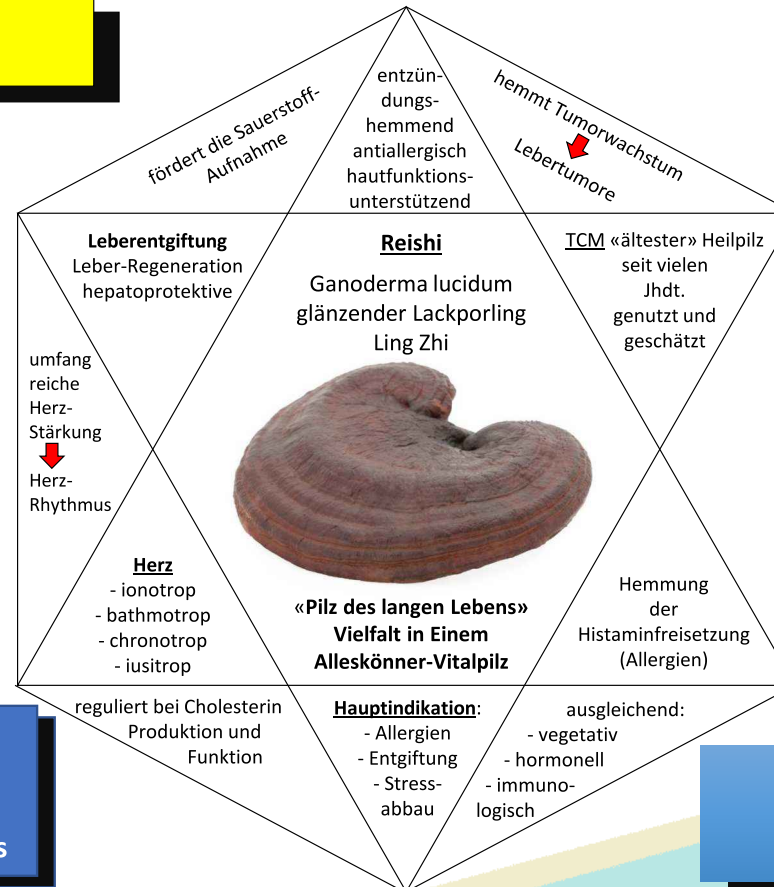 fördert die Sauerstoff-
Aufnahme
entzün-
dungs-
hemmend
antiallergisch
hautfunktions-
unterstützend
hemmt Tumorwachstum
Lebertumore
Leberentgiftung
Leber-Regeneration
hepatoprotektive
Reishi
Ganoderma lucidum
glänzender Lackporling
Ling Zhi
TCM «ältester» Heilpilz
seit vielen
Jhdt.
genutzt und
geschätzt
umfang
reiche
Herz-
Stärkung
Herz-
Rhythmus
Herz
- ionotrop
- bathmotrop
- chronotrop
- iusitrop
«Pilz des langen Lebens»
Vielfalt in Einem
Alleskönner-Vitalpilz
Hemmung
der
Histaminfreisetzung
(Allergien)
reguliert bei Cholesterin
Produktion und
Funktion
Hauptindikation:
- Allergien
- Entgiftung
- Stress-
abbau
ausgleichend:
- vegetativ
- hormonell
- immuno-
logisch
s